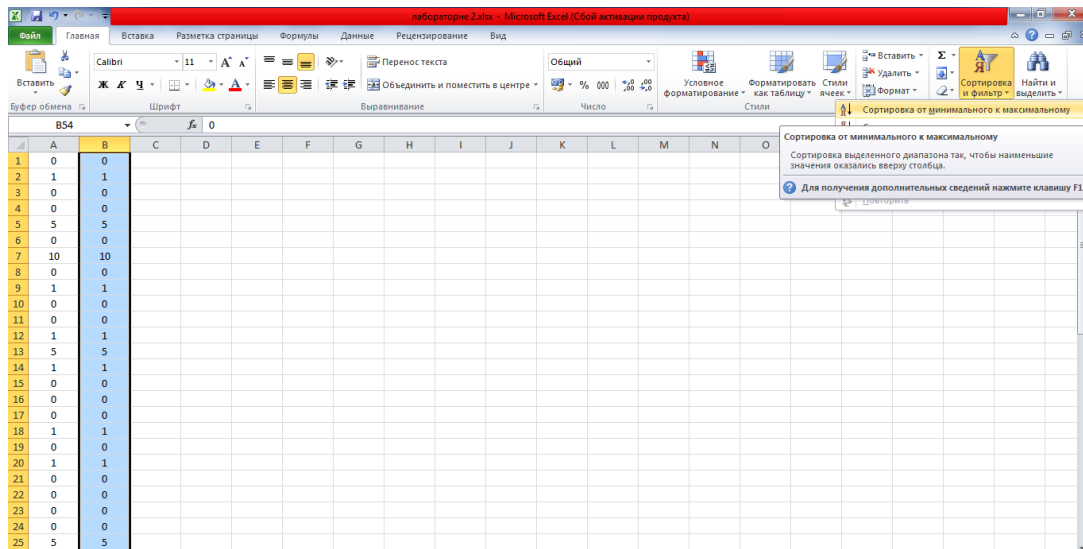 лабораторне 2.xlsx - Microsoft Excel (Сбой активации продукта)
Файл Главная Вставка Разметка страницы Формулы Данные Рецензирование Вид
Вставить
Calibri 11
Ж К Ч
Перенос текста
Объединить и поместить в центре
Общий
% 000
Условное форматирование
Форматировать как таблицу
Стили ячеек
Вставить
Удалить
Формат
Σ
Сортировка и фильтр
Найти и выделить
Буфер обмена Шрифт Выравнивание Число Стили
Сортировка от минимального к максимальному
B54 fx 0
Сортировка от минимального к максимальному
Сортировка выделенного диапазона так, чтобы наименьшие
значения оказались вверху столбца.
Для получения дополнительных сведений нажмите клавишу F1
Повторить
A B C D E F G H I J K L M N O
1 0 0
2 1 1
3 0 0
4 0 0
5 5 5
6 0 0
7 10 10
8 0 0
9 1 1
10 0 0
11 0 0
12 1 1
13 5 5
14 1 1
15 0 0
16 0 0
17 0 0
18 1 1
19 0 0
20 1 1
21 0 0
22 0 0
23 0 0
24 0 0
25 5 5